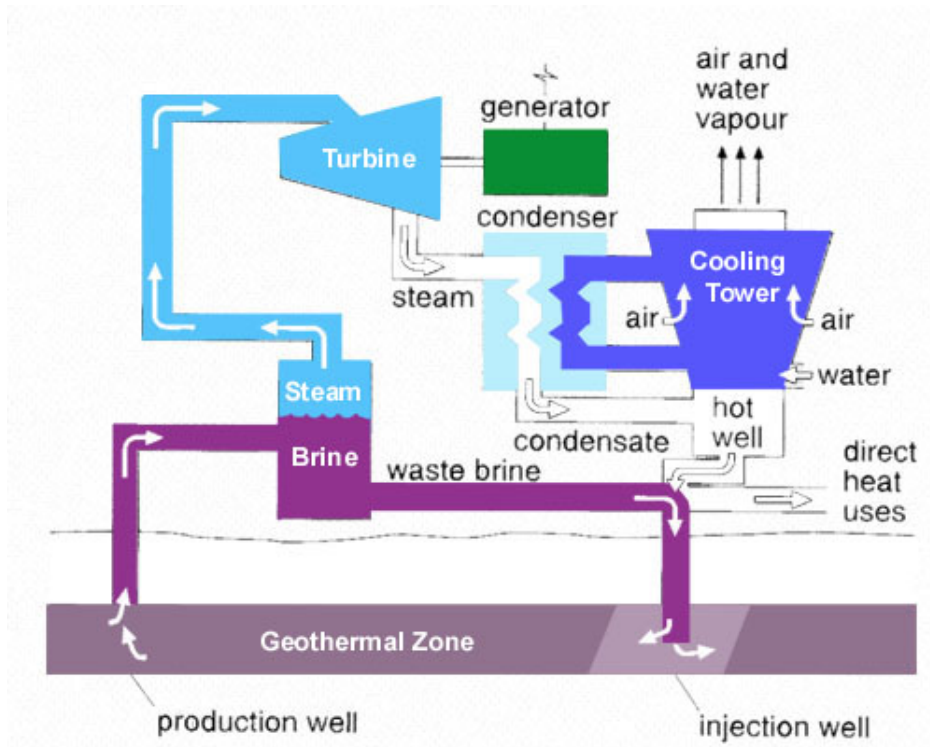 air and
water
vapour
generator
Turbine
condenser
Cooling
Tower
steam
air
air
water
Steam
hot
well
condensate
Brine
waste brine
direct
heat
uses
Geothermal Zone
production well
injection well